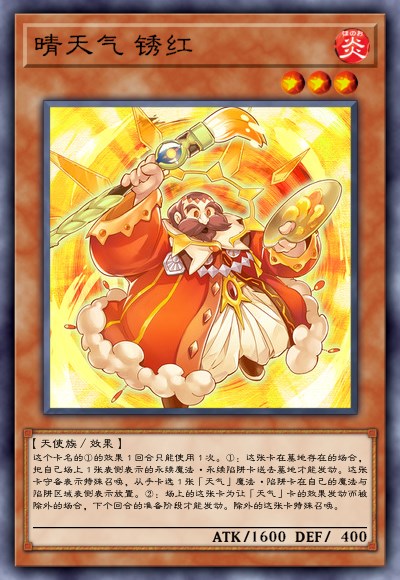 晴天气 锈红
ほのお
炎
【天使族/效果】
这个卡名的①的效果1回合只能使用1次。①：这张卡在墓地存在的场合，
把自己场上1张表侧表示的永续魔法·永续陷阱卡送去墓地才能发动。这张
卡守备表示特殊召唤，从手卡选1张「天气」魔法·陷阱卡在自己的魔法与
陷阱区域表侧表示放置。②：场上的这张卡为让「天气」卡的效果发动而被
除外的场合，下个回合的准备阶段才能发动。除外的这张卡特殊召唤。
ATK/1600 DEF/ 400